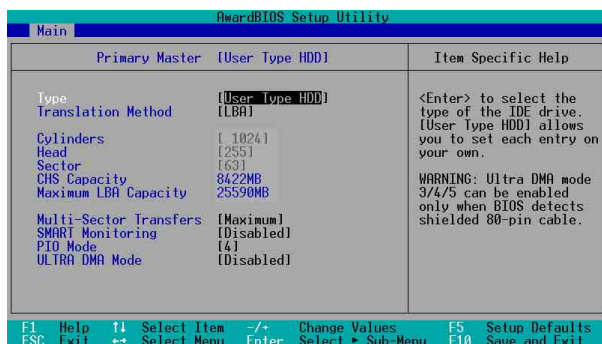 AwardBIOS Setup Utility
Main
Primary Master [User Type HDD]
Item Specific Help
Type [User Type HDD]
Translation Method [LBA]
Cylinders [ 1024]
Head [255]
Sector [63]
CHS Capacity 8422MB
Maximum LBA Capacity 25590MB
Multi-Sector Transfers [Maximum]
SMART Monitoring [Disabled]
PIO Mode [4]
ULTRA DMA Mode [Disabled]
<Enter> to select the
type of the IDE drive.
[User Type HDD] allows
you to set each entry on
your own.
WARNING: Ultra DMA mode
3/4/5 can be enabled
only when BIOS detects
shielded 80-pin cable.
F1 Help ↑↓ Select Item -/+ Change Values F5 Setup Defaults
ESC Exit ←→ Select Menu Enter Select ► Sub-Menu F10 Save and Exit